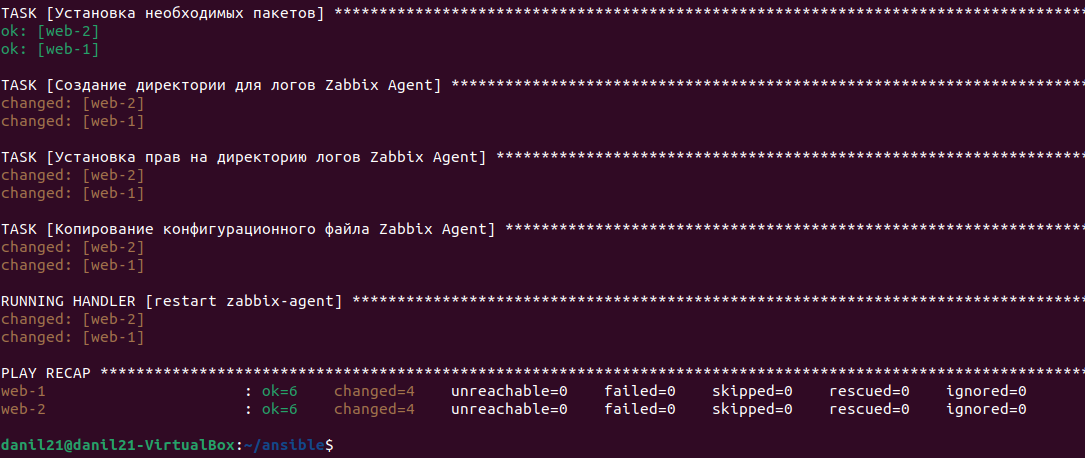 TASK [Установка необходимых пакетов] ************************************************************************************
ok: [web-2]
ok: [web-1]
TASK [Создание директории для логов Zabbix Agent] ***********************************************************************
changed: [web-2]
changed: [web-1]
TASK [Установка прав на директорию логов Zabbix Agent] ******************************************************************
changed: [web-2]
changed: [web-1]
TASK [Копирование конфигурационного файла Zabbix Agent] *****************************************************************
changed: [web-2]
changed: [web-1]
RUNNING HANDLER [restart zabbix-agent] **********************************************************************************
changed: [web-2]
changed: [web-1]
PLAY RECAP **************************************************************************************************************
web-1                      : ok=6    changed=4    unreachable=0    failed=0    skipped=0    rescued=0    ignored=0
web-2                      : ok=6    changed=4    unreachable=0    failed=0    skipped=0    rescued=0    ignored=0
danil21@danil21-VirtualBox:~/ansible$